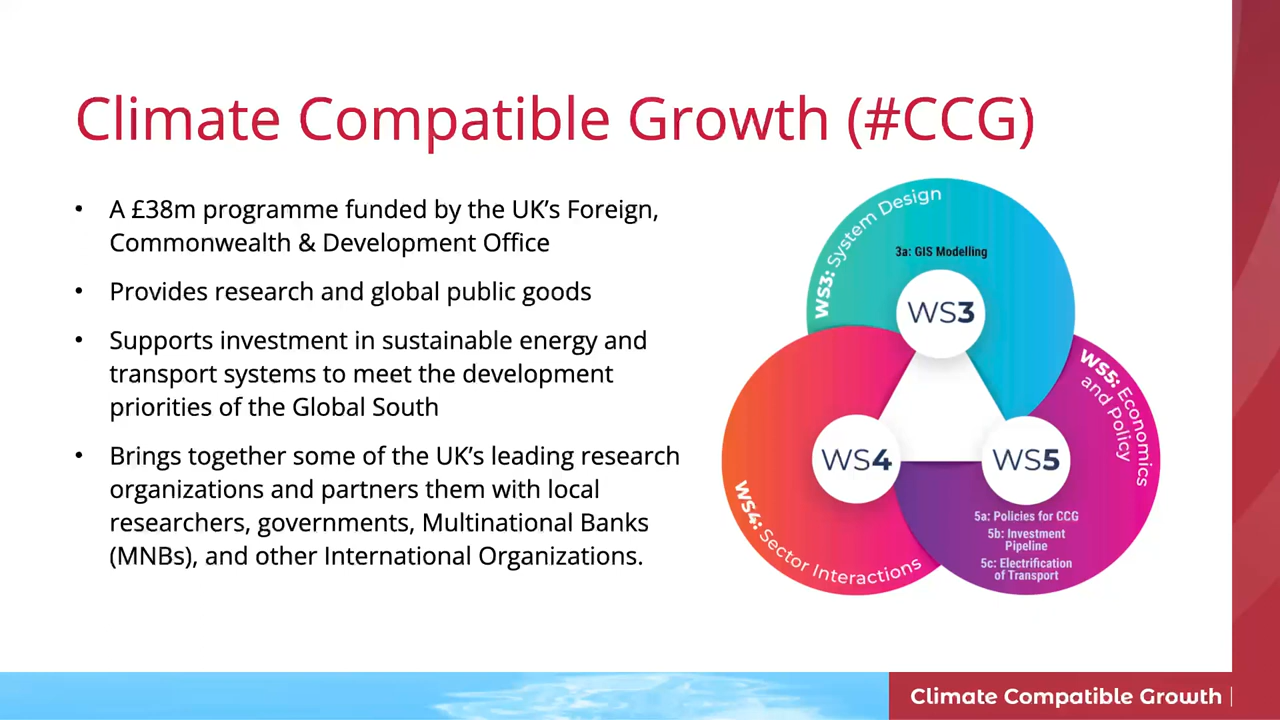 Climate Compatible Growth (#CCG)
• A £38m programme funded by the UK's Foreign,
Commonwealth & Development Office
• Provides research and global public goods
• Supports investment in sustainable energy and
transport systems to meet the development
priorities of the Global South
• Brings together some of the UK's leading research
organizations and partners them with local
researchers, governments, Multinational Banks
(MNBs), and other International Organizations.
WS3: System Design
3a: GIS Modelling
WS3
WS4
WS4: Sector Interactions
WS5: Economics
and Policy
WS5
5a: Policies for CCG
5b: Investment
Pipeline
5c: Electrification
of Transport
Climate Compatible Growth |